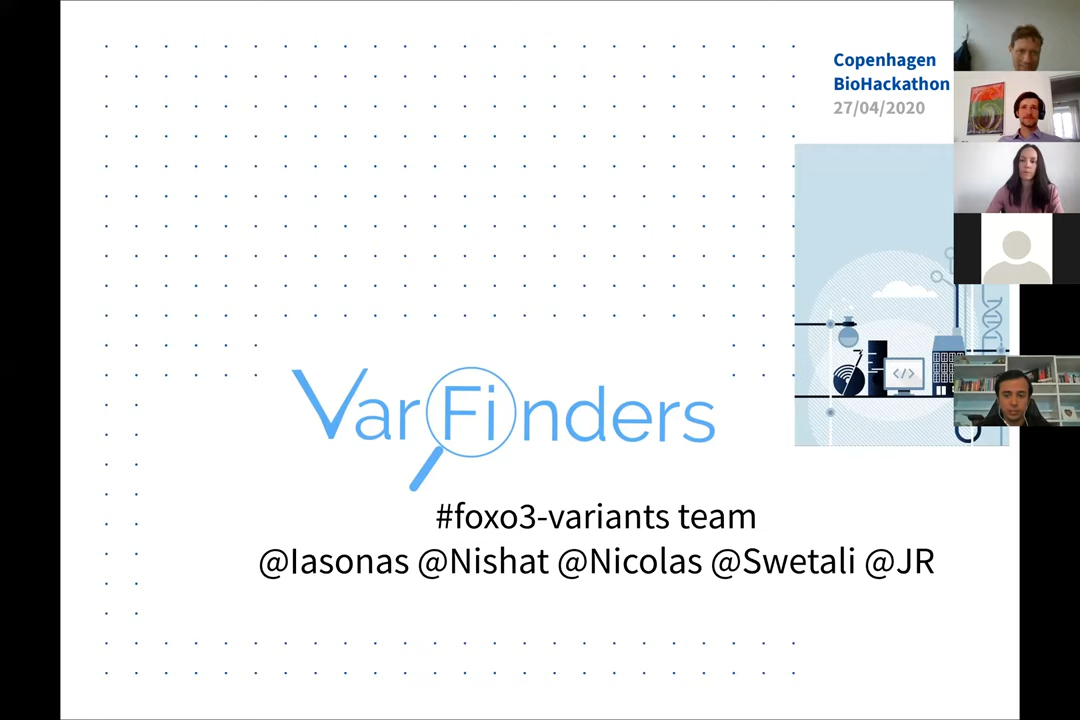 Copenhagen
BioHackathon
27/04/2020
</>
VarFinders
#foxo3-variants team
@Iasonas @Nishat @Nicolas @Swetali @JR